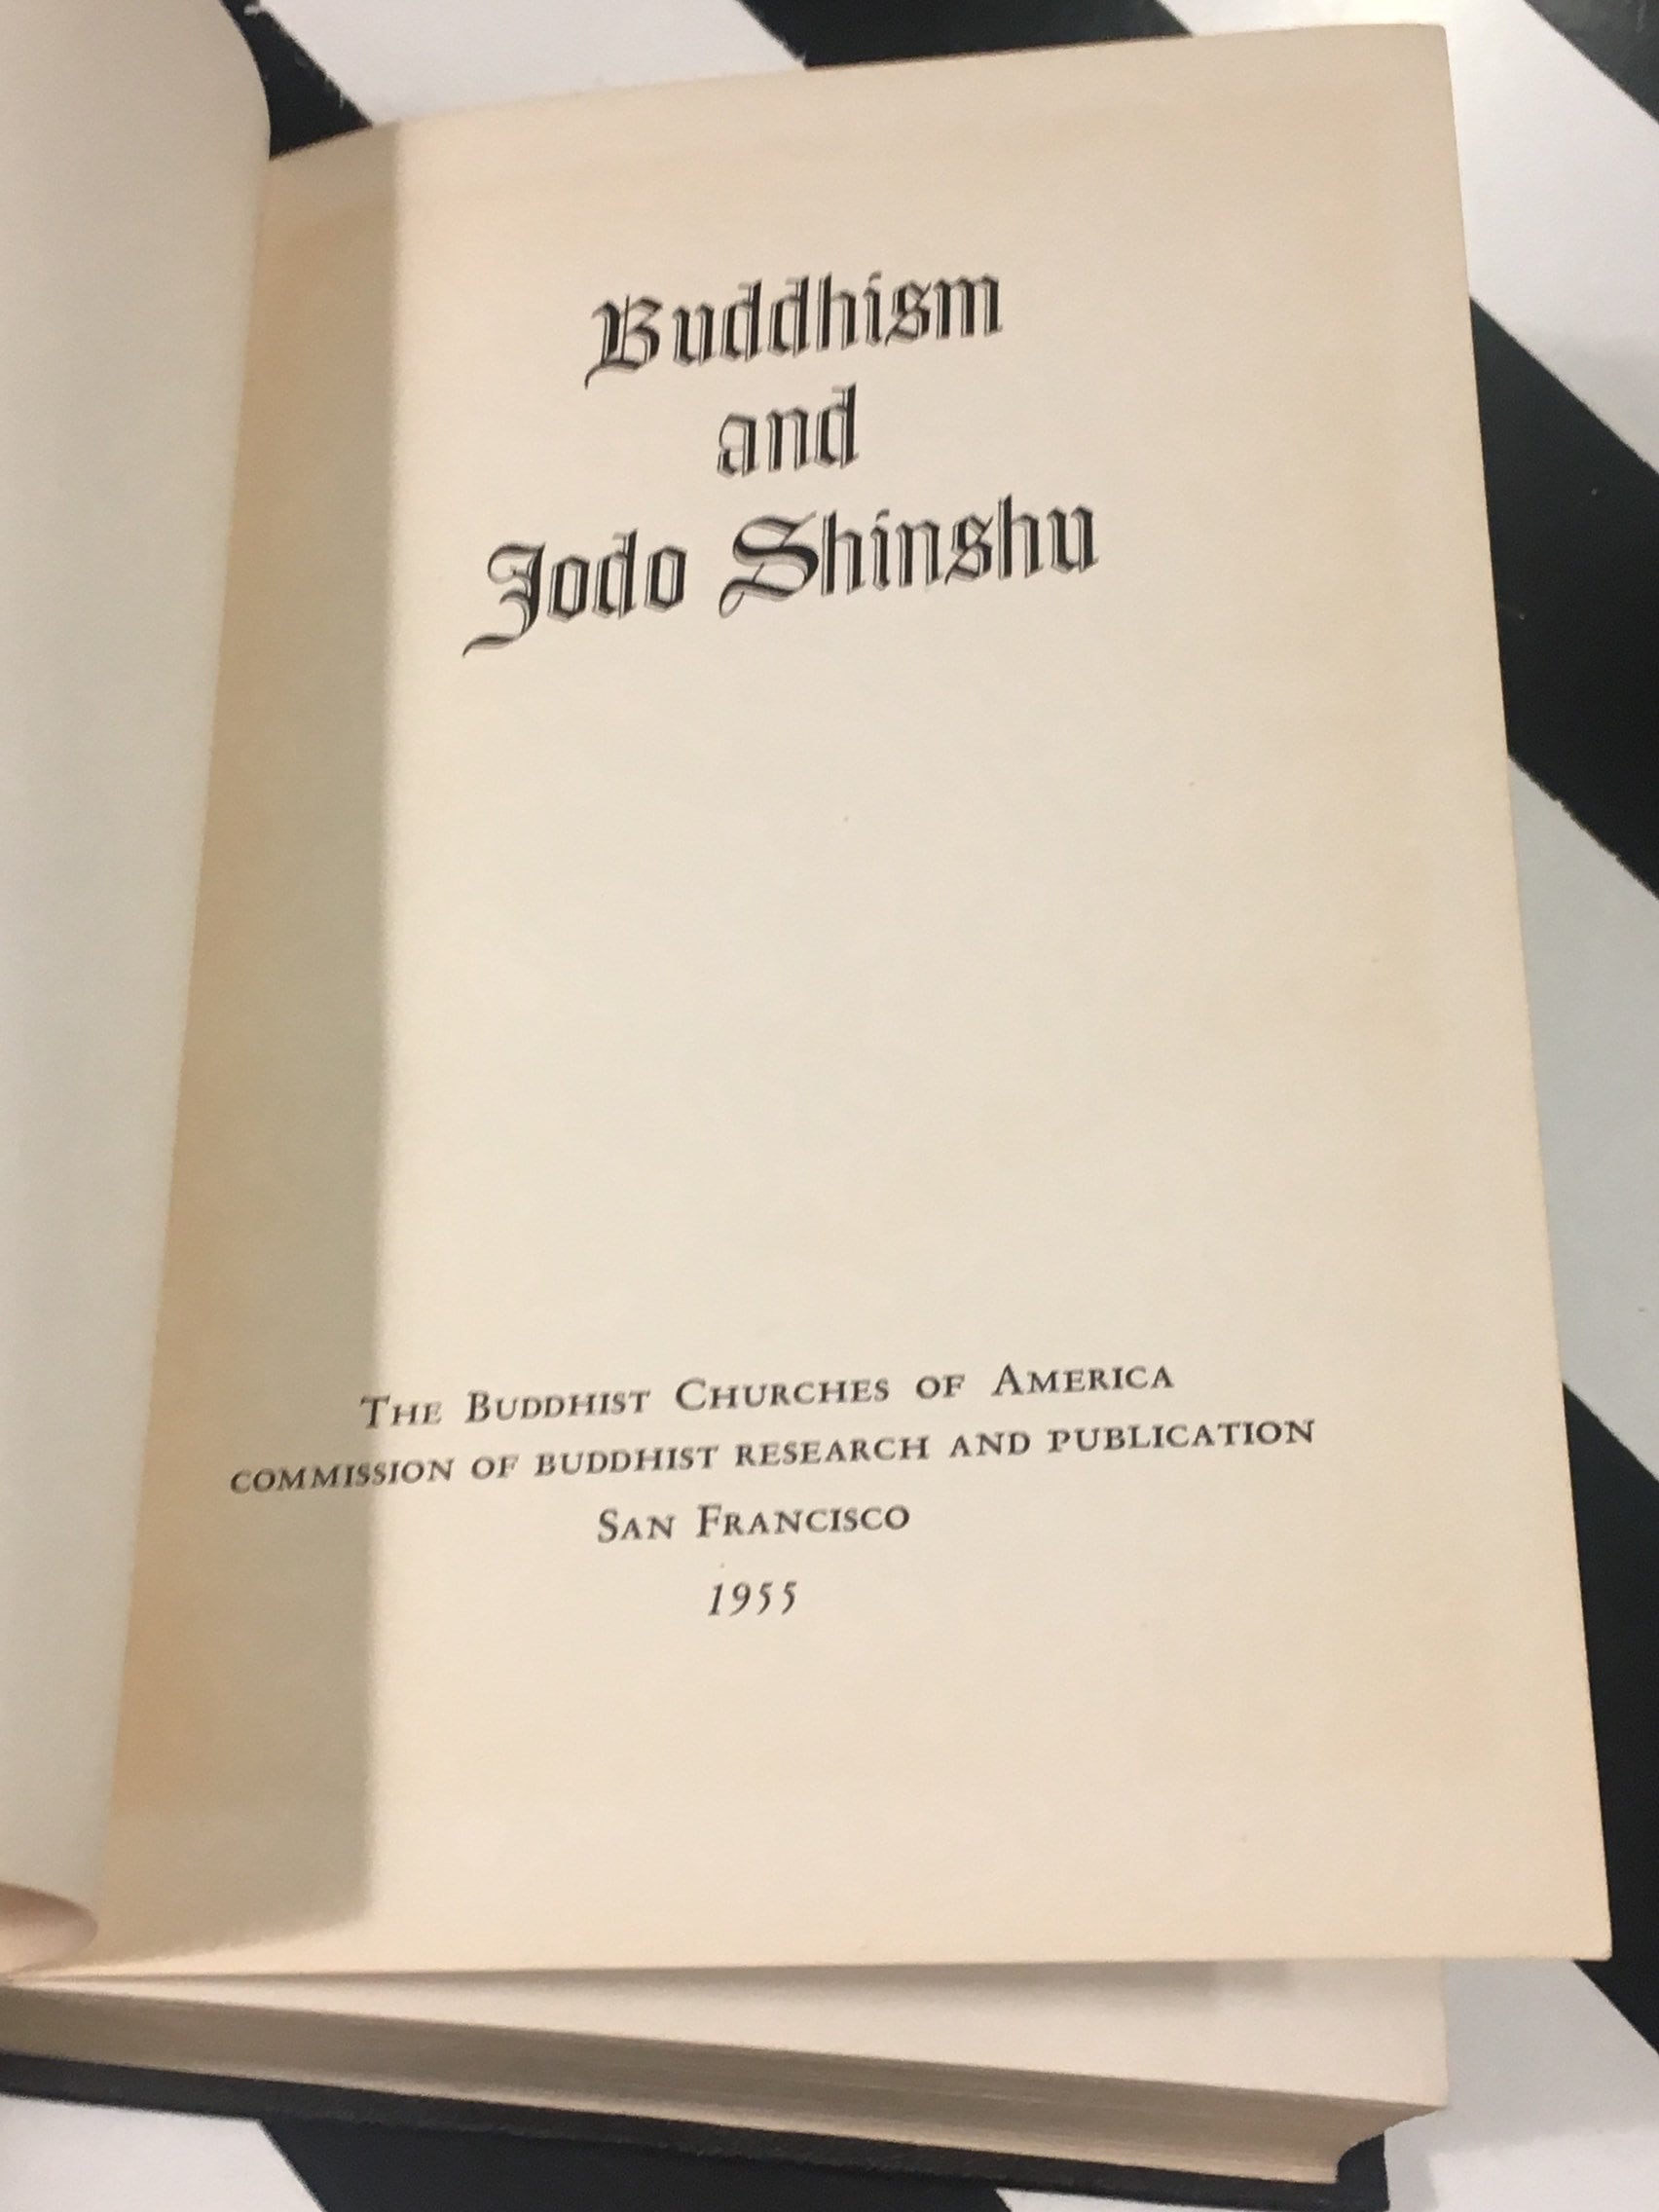 Buddhism
and
Jodo Shinshu
The Buddhist Churches of America
COMMISSION OF BUDDHIST RESEARCH AND PUBLICATION
San Francisco
1955